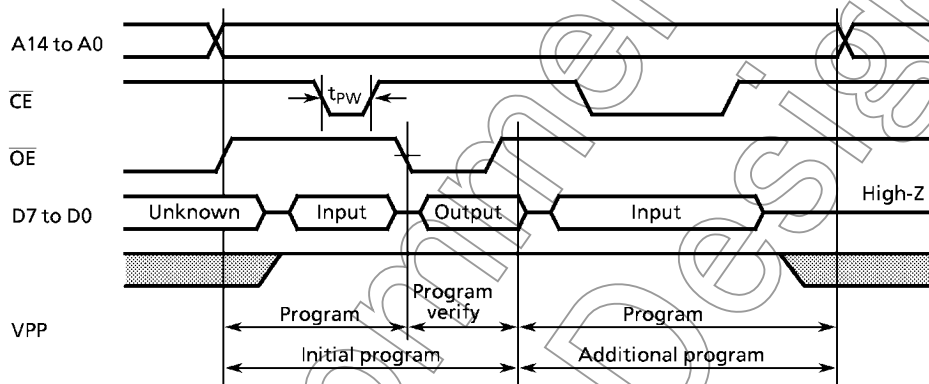 A14 to A0
CE
tPW
OE
D7 to D0
Unknown
Input
Output
Input
High-Z
VPP
Program
Program
verify
Program
Initial program
Additional program